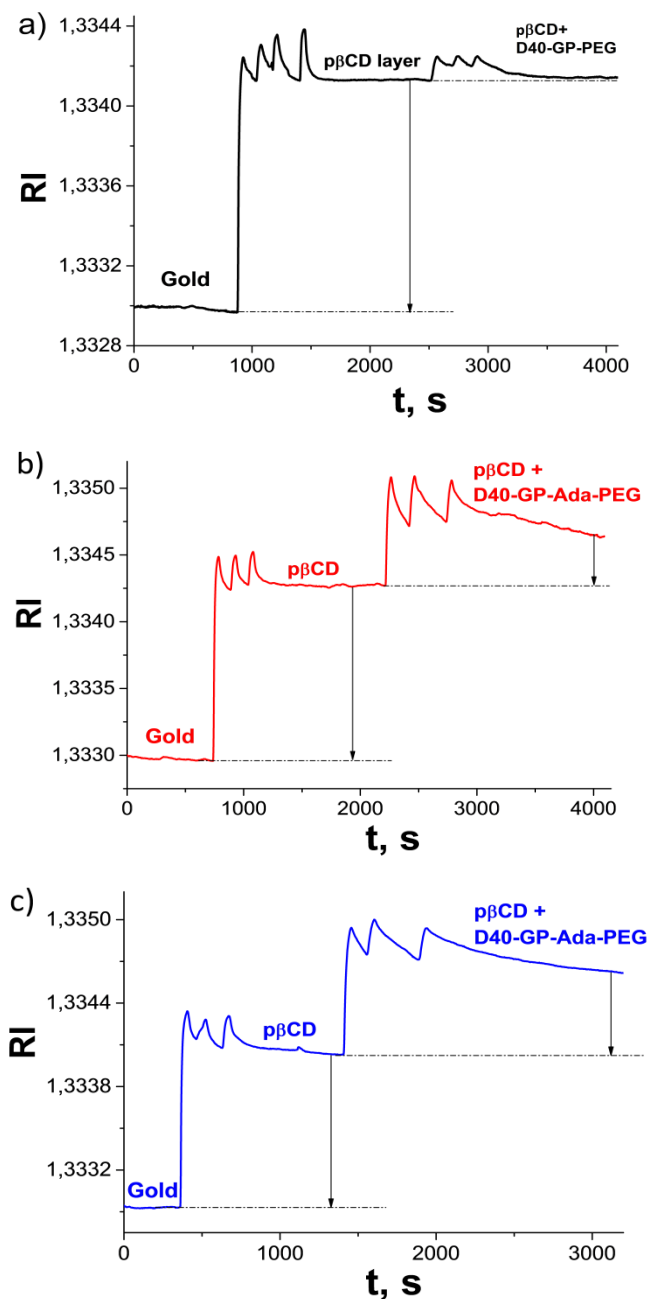 a)
1,3344
1,3340
1,3336
1,3332
1,3328
RI
pβCD+
D40-GP-PEG
pβCD layer
Gold
0 1000 2000 3000 4000
t, s
b)
1,3350
1,3345
1,3340
1,3335
1,3330
RI
pβCD +
D40-GP-Ada-PEG
pβCD
Gold
0 1000 2000 3000 4000
t, s
c)
1,3350
1,3344
1,3338
1,3332
RI
pβCD +
D40-GP-Ada-PEG
pβCD
Gold
0 1000 2000 3000
t, s